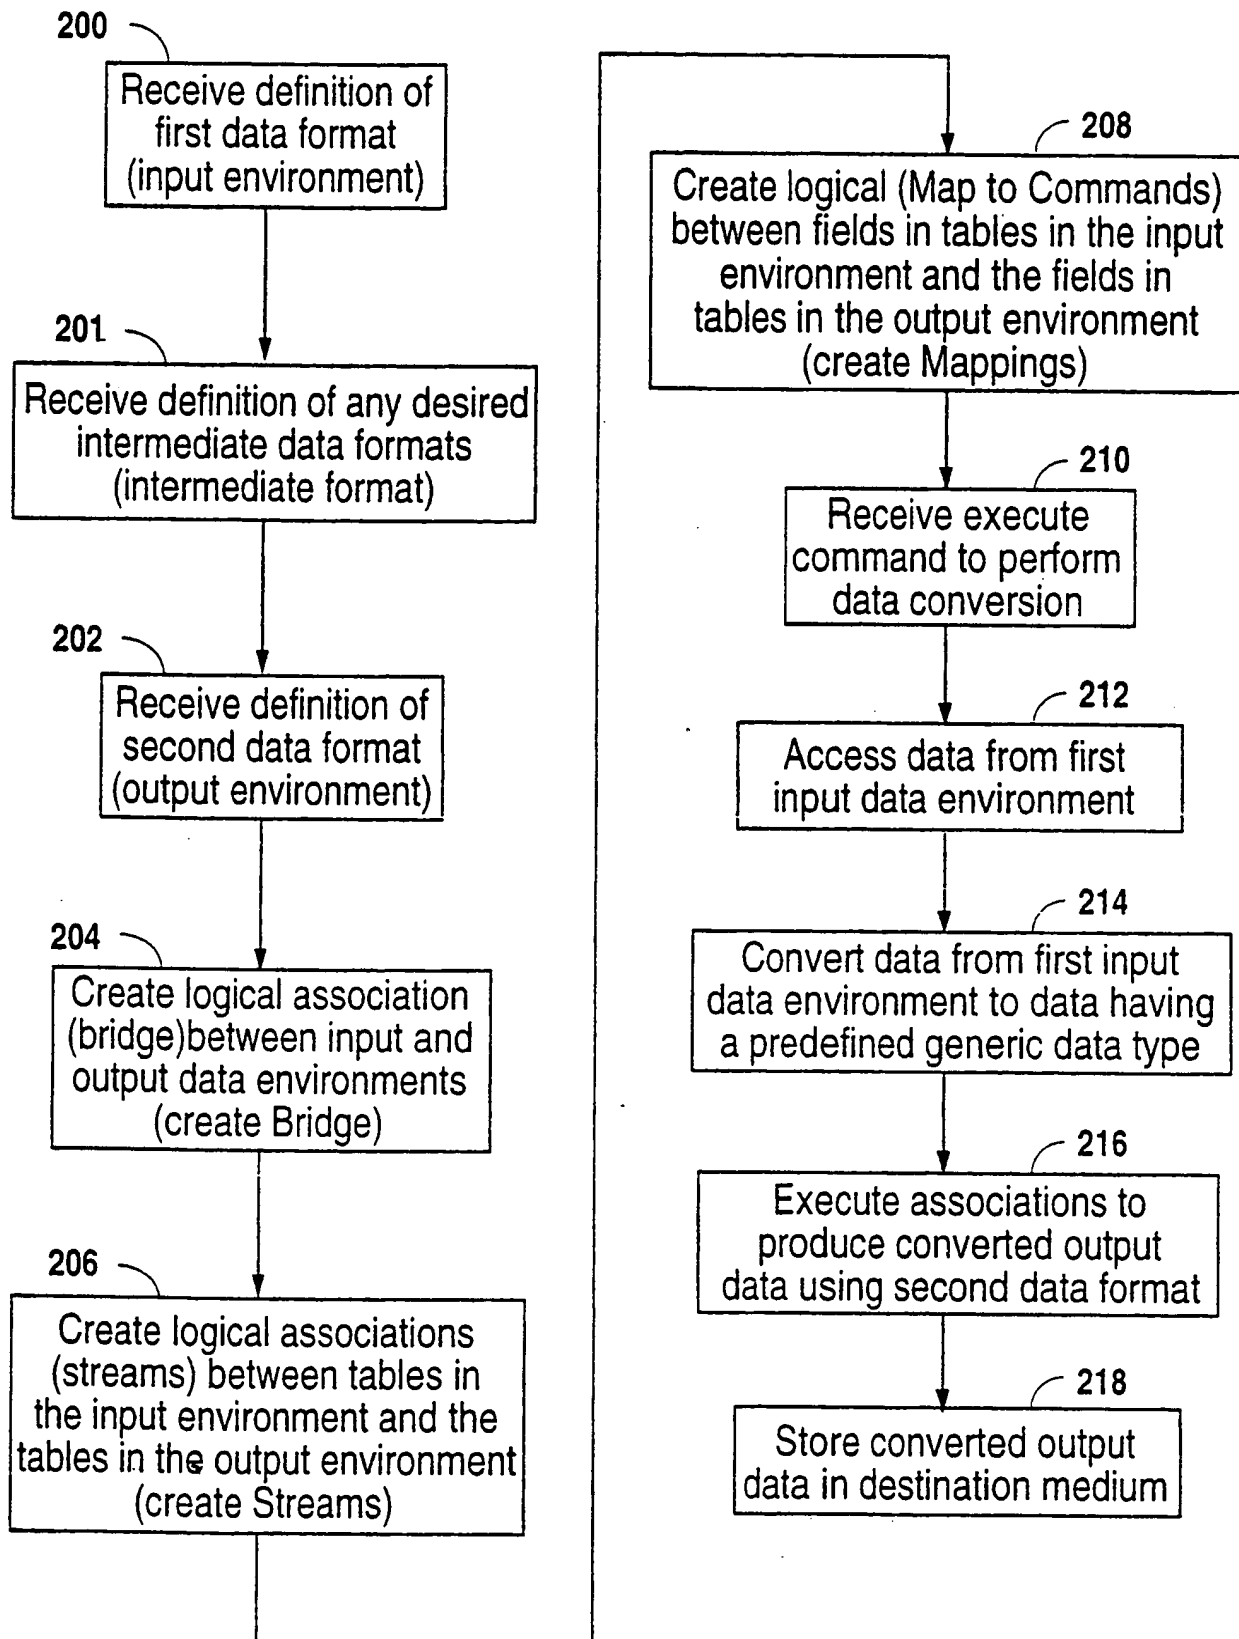 200
Receive definition of
first data format
(input environment)
201
Receive definition of any desired
intermediate data formats
(intermediate format)
202
Receive definition of
second data format
(output environment)
204
Create logical association
(bridge)between input and
output data environments
(create Bridge)
206
Create logical associations
(streams) between tables in
the input environment and the
tables in the output environment
(create Streams)
208
Create logical (Map to Commands)
between fields in tables in the input
environment and the fields in
tables in the output environment
(create Mappings)
210
Receive execute
command to perform
data conversion
212
Access data from first
input data environment
214
Convert data from first input
data environment to data having
a predefined generic data type
216
Execute associations to
produce converted output
data using second data format
218
Store converted output
data in destination medium